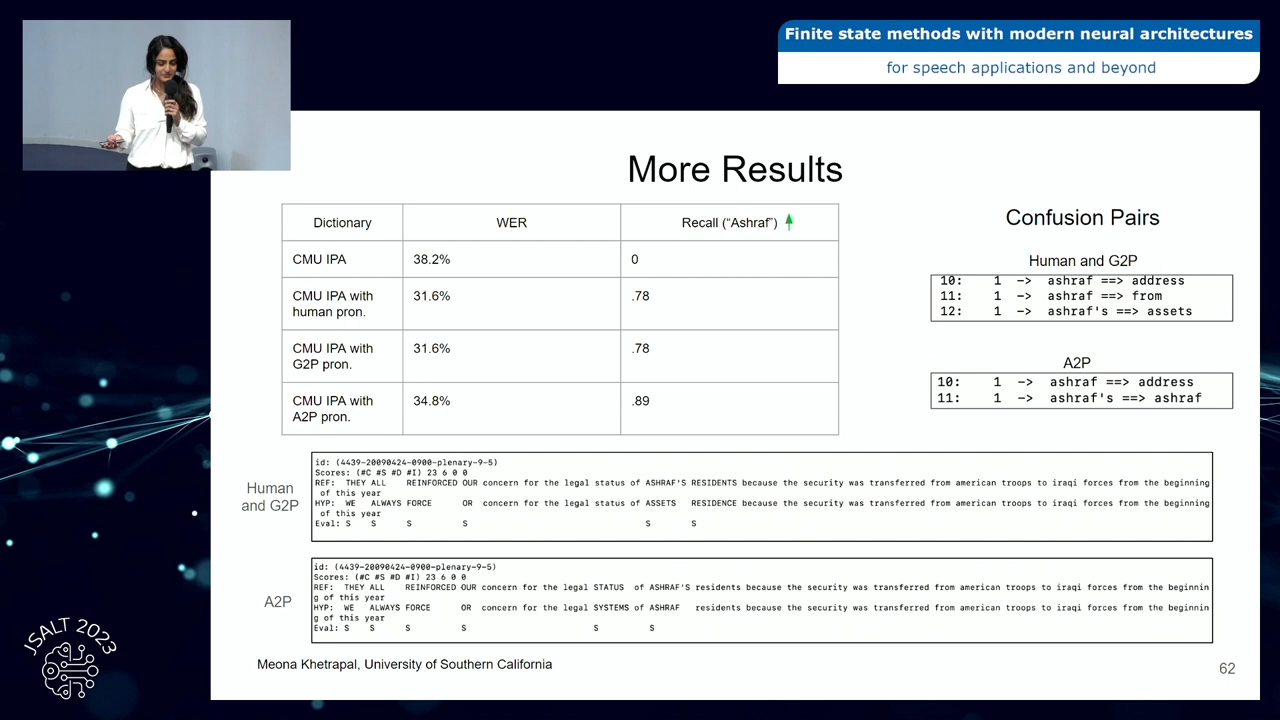 Finite state methods with modern neural architectures
for speech applications and beyond
More Results
Dictionary WER Recall ("Ashraf")
CMU IPA 38.2% 0
CMU IPA with human pron. 31.6% .78
CMU IPA with G2P pron. 31.6% .78
CMU IPA with A2P pron. 34.8% .89
Confusion Pairs
Human and G2P
10: 1 -> ashraf ==> address
11: 1 -> ashraf ==> from
12: 1 -> ashraf's ==> assets
A2P
10: 1 -> ashraf ==> address
11: 1 -> ashraf's ==> ashraf
Human and G2P
id: (4439-20090424-0900-plenary-9-5)
Scores: (#C #S #D #I) 23 6 0 0
REF: THEY ALL REINFORCED OUR concern for the legal status of ASHRAF'S RESIDENTS because the security was transferred from american troops to iraqi forces from the beginning
of this year
HYP: WE ALWAYS FORCE OR concern for the legal status of ASSETS RESIDENCE because the security was transferred from american troops to iraqi forces from the beginning
of this year
Eval: S S S S S S
A2P
id: (4439-20090424-0900-plenary-9-5)
Scores: (#C #S #D #I) 23 6 0 0
REF: THEY ALL REINFORCED OUR concern for the legal STATUS of ASHRAF'S residents because the security was transferred from american troops to iraqi forces from the beginnin
g of this year
HYP: WE ALWAYS FORCE OR concern for the legal SYSTEMS of ASHRAF residents because the security was transferred from american troops to iraqi forces from the beginnin
g of this year
Eval: S S S S S S
JSALT 2023
Meona Khetrapal, University of Southern California
62